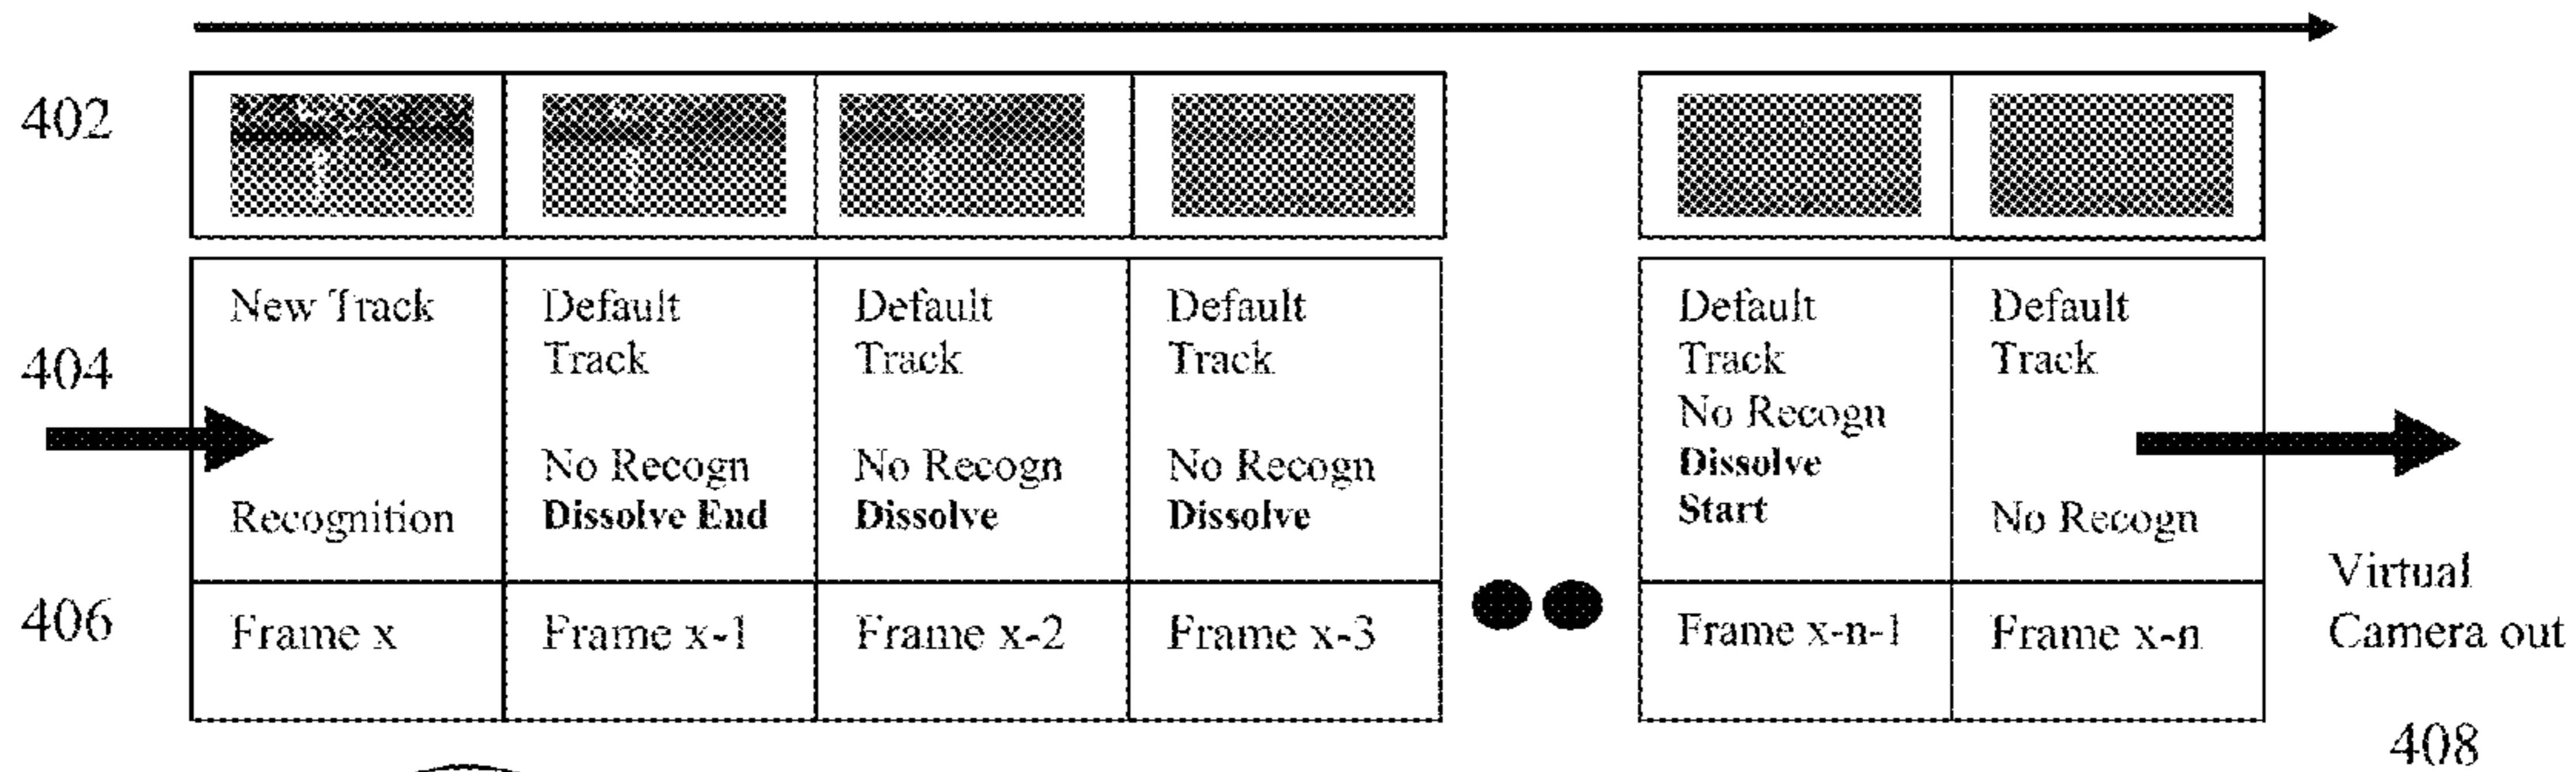 402
404
406
New Track
Recognition
Frame x
Default
Track
No Recogn
Dissolve End
Frame x-1
Default
Track
No Recogn
Dissolve
Frame x-2
Default
Track
No Recogn
Dissolve
Frame x-3
Default
Track
No Recogn
Dissolve
Start
Frame x-n-1
Default
Track
No Recogn
Frame x-n
Virtual
Camera out
408